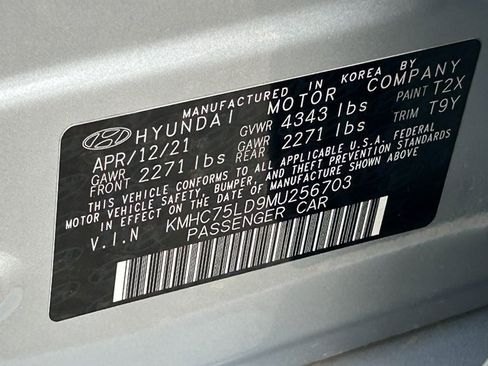 MANUFACTURED IN KOREA BY
HYUNDAI MOTOR COMPANY
APR/12/21 GVWR 4343 lbs PAINT T2X
GAWR FRONT 2271 lbs GAWR REAR 2271 lbs TRIM T9Y
THIS VEHICLE CONFORMS TO ALL APPLICABLE U.S.A. FEDERAL
MOTOR VEHICLE SAFETY, BUMPER, AND THEFT PREVENTION STANDARDS
IN EFFECT ON THE DATE OF MANUFACTURE SHOWN ABOVE.
V.I.N KMHC75LD9MU256703
PASSENGER CAR